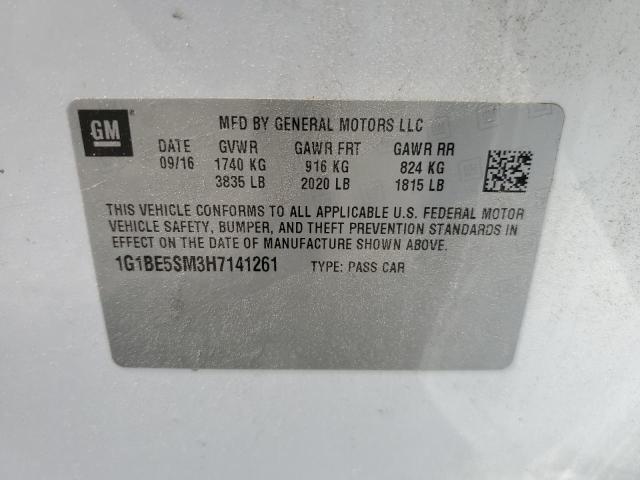 GM
MFD BY GENERAL MOTORS LLC
DATE GVWR GAWR FRT GAWR RR
09/16 1740 KG 916 KG 824 KG
3835 LB 2020 LB 1815 LB
THIS VEHICLE CONFORMS TO ALL APPLICABLE U.S. FEDERAL MOTOR
VEHICLE SAFETY, BUMPER, AND THEFT PREVENTION STANDARDS IN
EFFECT ON THE DATE OF MANUFACTURE SHOWN ABOVE.
1G1BE5SM3H7141261 TYPE: PASS CAR